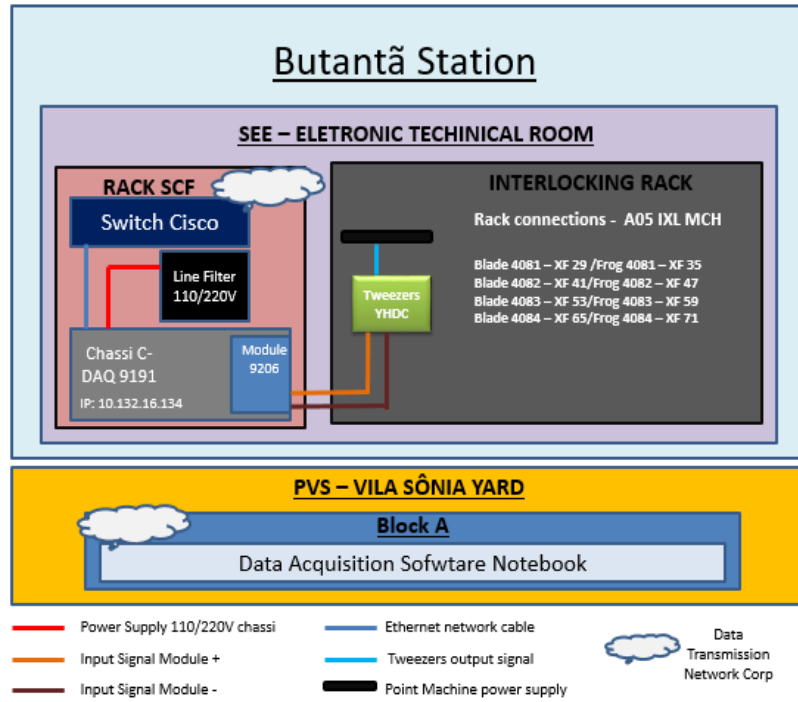 Butantã Station
SEE – ELETRONIC TECHINICAL ROOM
RACK SCF
Switch Cisco
Line Filter
110/220V
Chassi C-
DAQ 9191
IP: 10.132.16.134
Module
9206
INTERLOCKING RACK
Rack connections - A05 IXL MCH
Blade 4081 – XF 29 /Frog 4081 – XF 35
Blade 4082 – XF 41/Frog 4082 – XF 47
Blade 4083 – XF 53/Frog 4083 – XF 59
Blade 4084 – XF 65/Frog 4084 – XF 71
Tweezers
YHDC
PVS – VILA SÔNIA YARD
Block A
Data Acquisition Sofwtare Notebook
Power Supply 110/220V chassi
Input Signal Module +
Input Signal Module -
Ethernet network cable
Tweezers output signal
Point Machine power supply
Data
Transmission
Network Corp